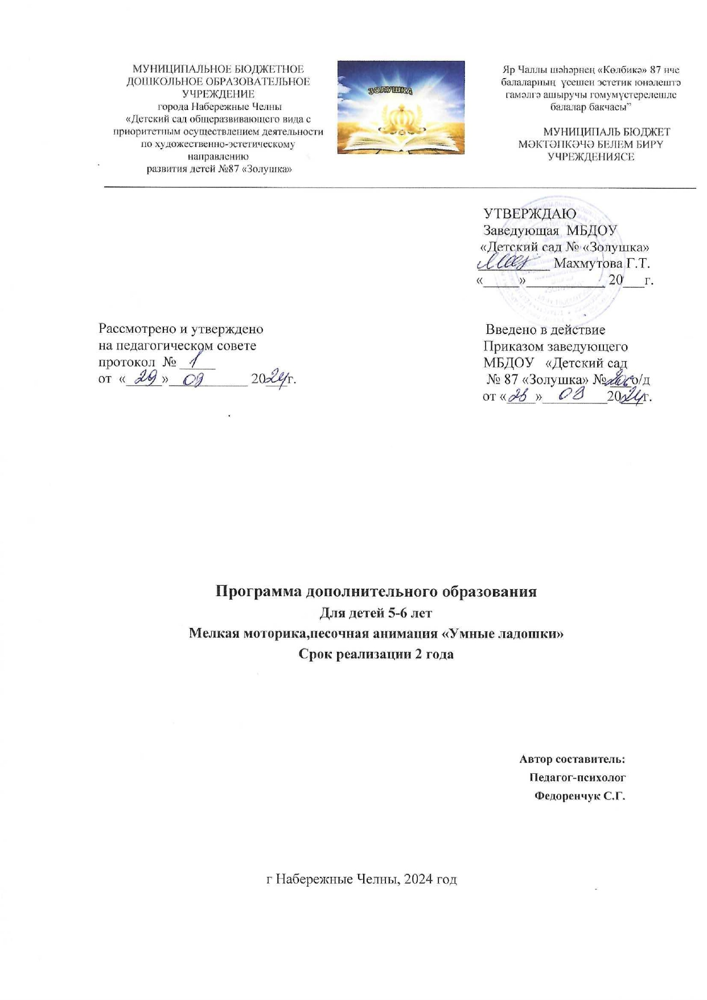 МУНИЦИПАЛЬНОЕ БЮДЖЕТНОЕ
ДОШКОЛЬНОЕ ОБРАЗОВАТЕЛЬНОЕ
УЧРЕЖДЕНИЕ
города Набережные Челны
«Детский сад общеразвивающего вида с
приоритетным осуществлением деятельности
по художественно-эстетическому
направлению
развития детей №87 «Золушка»
ЗОЛУШКА
Яр Чаллы шәһәрнең «Көлбикә» 87 нче
балаларның үсешен эстетик юнәлештә
гамәлгә ашыручы гомумүстерелешле
балалар бакчасы”
МУНИЦИПАЛЬ БЮДЖЕТ
МӘКТӘПКӘЧӘ БЕЛЕМ БИРҮ
УЧРЕЖДЕНИЯСЕ
УТВЕРЖДАЮ
Заведующая МБДОУ
«Детский сад № «Золушка»
__________ Махмутова Г.Т.
«_____»___________ 20___г.
Рассмотрено и утверждено
на педагогическом совете
протокол № 1
от «29» 08 2024г.
Введено в действие
Приказом заведующего
МБДОУ «Детский сад
№ 87 «Золушка» № о/д
от « » 08 2024г.
Программа дополнительного образования
Для детей 5-6 лет
Мелкая моторика,песочная анимация «Умные ладошки»
Срок реализации 2 года
Автор составитель:
Педагог-психолог
Федоренчук С.Г.
г Набережные Челны, 2024 год